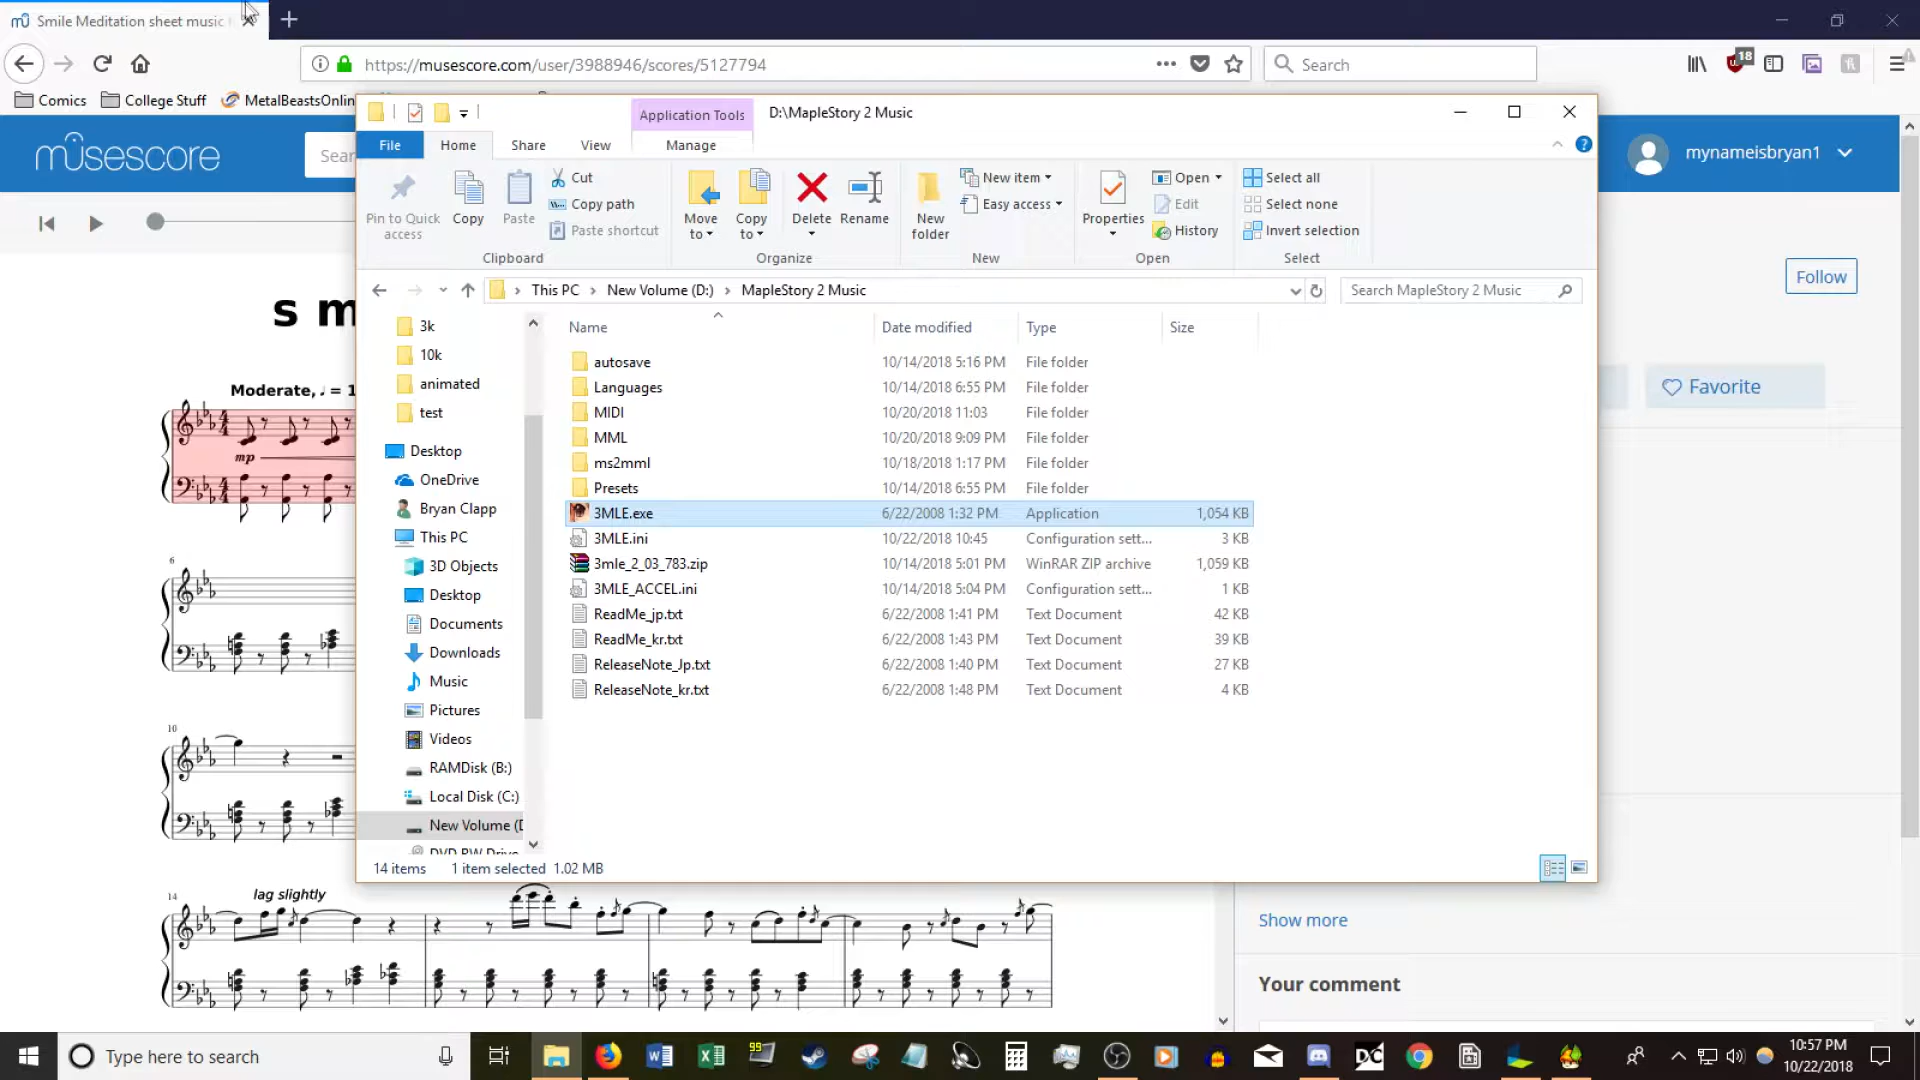 Smile Meditation sheet music
https://musescore.com/user/3988946/scores/5127794
Search
18
Comics
College Stuff
MetalBeastsOnlin
Application Tools
D:\MapleStory 2 Music
File
Home
Share
View
Manage
musescore
Sear
mynameisbryan1
Pin to Quick access
Copy
Paste
Cut
Copy path
Paste shortcut
Clipboard
Move to
Copy to
Delete
Rename
Organize
New folder
New item
Easy access
New
Properties
Open
Edit
History
Open
Select all
Select none
Invert selection
Select
Follow
Favorite
This PC
New Volume (D:)
MapleStory 2 Music
Search MapleStory 2 Music
s m
Moderate, ♩ = 1
mp
6
10
14
lag slightly
3k
10k
animated
test
Desktop
OneDrive
Bryan Clapp
This PC
3D Objects
Desktop
Documents
Downloads
Music
Pictures
Videos
RAMDisk (B:)
Local Disk (C:)
New Volume (D
DVD RW Drive
Name Date modified Type Size
autosave 10/14/2018 5:16 PM File folder
Languages 10/14/2018 6:55 PM File folder
MIDI 10/20/2018 11:03 File folder
MML 10/20/2018 9:09 PM File folder
ms2mml 10/18/2018 1:17 PM File folder
Presets 10/14/2018 6:55 PM File folder
3MLE.exe 6/22/2008 1:32 PM Application 1,054 KB
3MLE.ini 10/22/2018 10:45 Configuration sett... 3 KB
3mle_2_03_783.zip 10/14/2018 5:01 PM WinRAR ZIP archive 1,059 KB
3MLE_ACCEL.ini 10/14/2018 5:04 PM Configuration sett... 1 KB
ReadMe_jp.txt 6/22/2008 1:41 PM Text Document 42 KB
ReadMe_kr.txt 6/22/2008 1:43 PM Text Document 39 KB
ReleaseNote_Jp.txt 6/22/2008 1:40 PM Text Document 27 KB
ReleaseNote_kr.txt 6/22/2008 1:48 PM Text Document 4 KB
14 items 1 item selected 1.02 MB
Show more
Your comment
Type here to search
99
10:57 PM
10/22/2018